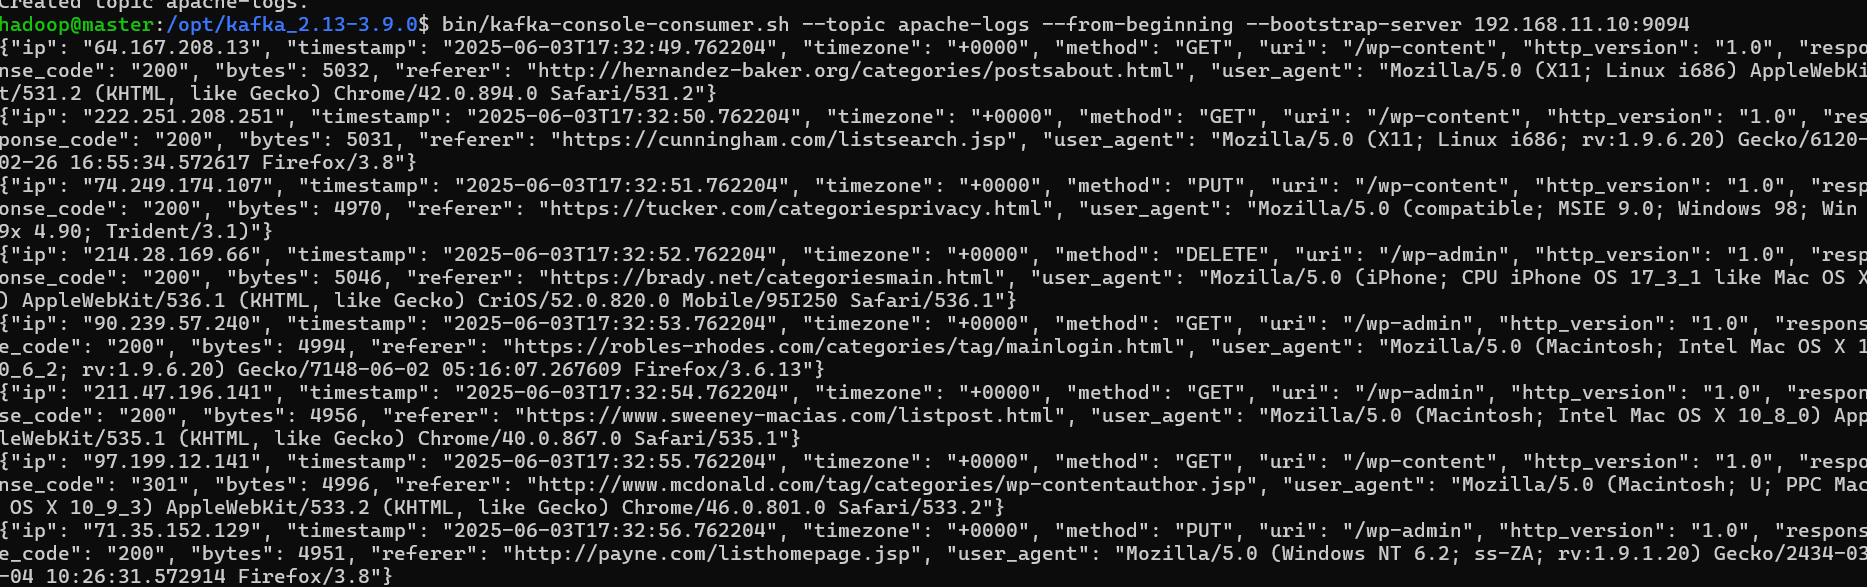 Created topic apache-logs.
hadoop@master:/opt/kafka_2.13-3.9.0$ bin/kafka-console-consumer.sh --topic apache-logs --from-beginning --bootstrap-server 192.168.11.10:9094
{"ip": "64.167.208.13", "timestamp": "2025-06-03T17:32:49.762204", "timezone": "+0000", "method": "GET", "uri": "/wp-content", "http_version": "1.0", "respo
nse_code": "200", "bytes": 5032, "referer": "http://hernandez-baker.org/categories/postsabout.html", "user_agent": "Mozilla/5.0 (X11; Linux i686) AppleWebKi
t/531.2 (KHTML, like Gecko) Chrome/42.0.894.0 Safari/531.2"}
{"ip": "222.251.208.251", "timestamp": "2025-06-03T17:32:50.762204", "timezone": "+0000", "method": "GET", "uri": "/wp-content", "http_version": "1.0", "res
ponse_code": "200", "bytes": 5031, "referer": "https://cunningham.com/listsearch.jsp", "user_agent": "Mozilla/5.0 (X11; Linux i686; rv:1.9.6.20) Gecko/6120-
02-26 16:55:34.572617 Firefox/3.8"}
{"ip": "74.249.174.107", "timestamp": "2025-06-03T17:32:51.762204", "timezone": "+0000", "method": "PUT", "uri": "/wp-content", "http_version": "1.0", "resp
onse_code": "200", "bytes": 4970, "referer": "https://tucker.com/categoriesprivacy.html", "user_agent": "Mozilla/5.0 (compatible; MSIE 9.0; Windows 98; Win
9x 4.90; Trident/3.1)"}
{"ip": "214.28.169.66", "timestamp": "2025-06-03T17:32:52.762204", "timezone": "+0000", "method": "DELETE", "uri": "/wp-admin", "http_version": "1.0", "resp
onse_code": "200", "bytes": 5046, "referer": "https://brady.net/categoriesmain.html", "user_agent": "Mozilla/5.0 (iPhone; CPU iPhone OS 17_3_1 like Mac OS X
) AppleWebKit/536.1 (KHTML, like Gecko) CriOS/52.0.820.0 Mobile/95I250 Safari/536.1"}
{"ip": "90.239.57.240", "timestamp": "2025-06-03T17:32:53.762204", "timezone": "+0000", "method": "GET", "uri": "/wp-admin", "http_version": "1.0", "respons
e_code": "200", "bytes": 4994, "referer": "https://robles-rhodes.com/categories/tag/mainlogin.html", "user_agent": "Mozilla/5.0 (Macintosh; Intel Mac OS X 1
0_6_2; rv:1.9.6.20) Gecko/7148-06-02 05:16:07.267609 Firefox/3.6.13"}
{"ip": "211.47.196.141", "timestamp": "2025-06-03T17:32:54.762204", "timezone": "+0000", "method": "GET", "uri": "/wp-admin", "http_version": "1.0", "respon
se_code": "200", "bytes": 4956, "referer": "https://www.sweeney-macias.com/listpost.html", "user_agent": "Mozilla/5.0 (Macintosh; Intel Mac OS X 10_8_0) App
leWebKit/535.1 (KHTML, like Gecko) Chrome/40.0.867.0 Safari/535.1"}
{"ip": "97.199.12.141", "timestamp": "2025-06-03T17:32:55.762204", "timezone": "+0000", "method": "GET", "uri": "/wp-content", "http_version": "1.0", "respo
nse_code": "301", "bytes": 4996, "referer": "http://www.mcdonald.com/tag/categories/wp-contentauthor.jsp", "user_agent": "Mozilla/5.0 (Macintosh; U; PPC Mac
 OS X 10_9_3) AppleWebKit/533.2 (KHTML, like Gecko) Chrome/46.0.801.0 Safari/533.2"}
{"ip": "71.35.152.129", "timestamp": "2025-06-03T17:32:56.762204", "timezone": "+0000", "method": "PUT", "uri": "/wp-admin", "http_version": "1.0", "respons
e_code": "200", "bytes": 4951, "referer": "http://payne.com/listhomepage.jsp", "user_agent": "Mozilla/5.0 (Windows NT 6.2; ss-ZA; rv:1.9.1.20) Gecko/2434-03
-04 10:26:31.572914 Firefox/3.8"}